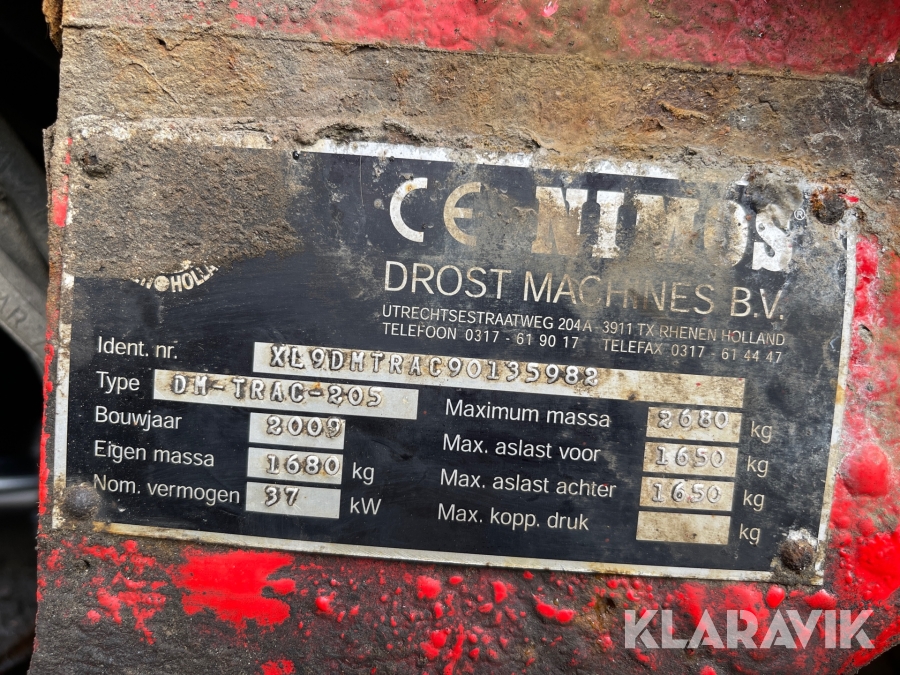 CE NIMOS®
HOLLA
DROST MACHINES B.V.
UTRECHTSESTRAATWEG 204A - 3911 TX RHENEN HOLLAND
TELEFOON 0317 - 61 90 17 TELEFAX 0317 - 61 44 47
Ident. nr. XL9DMTRAC90135982
Type DM-TRAC-205
Bouwjaar 2009
Eigen massa 1680 kg
Nom. vermogen 37 kW
Maximum massa 2680 kg
Max. aslast voor 1650 kg
Max. aslast achter 1650 kg
Max. kopp. druk kg
KLARAVIK